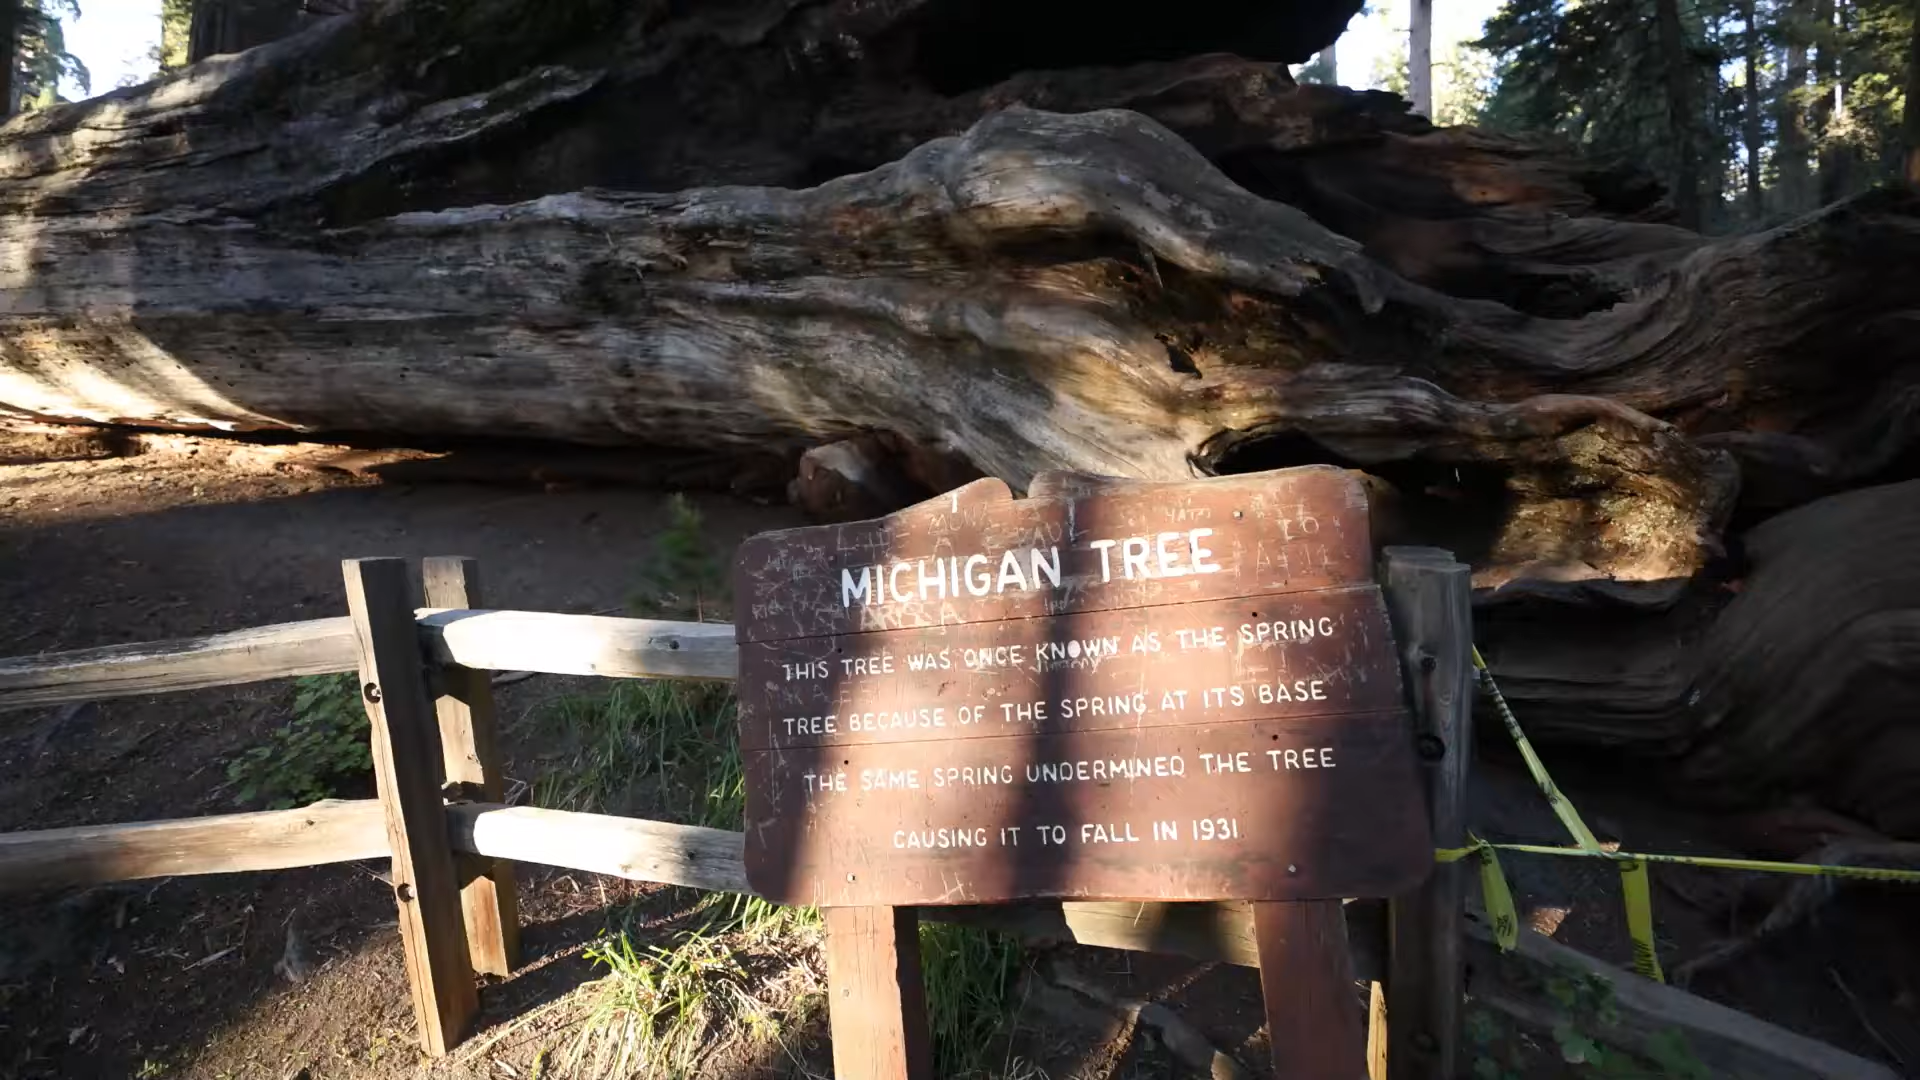 MICHIGAN TREE
THIS TREE WAS ONCE KNOWN AS THE SPRING
TREE BECAUSE OF THE SPRING AT ITS BASE
THE SAME SPRING UNDERMINED THE TREE
CAUSING IT TO FALL IN 1931